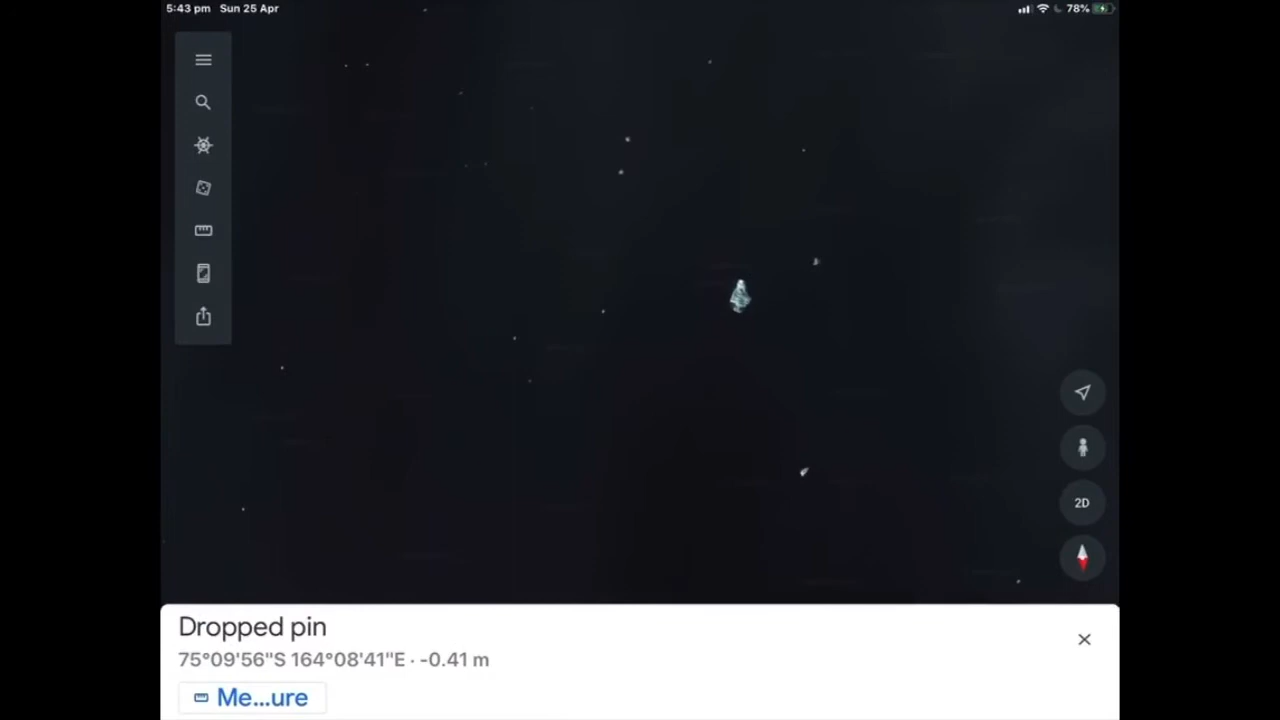 5:43 pm Sun 25 Apr
78%
2D
Dropped pin
75°09'56"S 164°08'41"E · -0.41 m
Me...ure